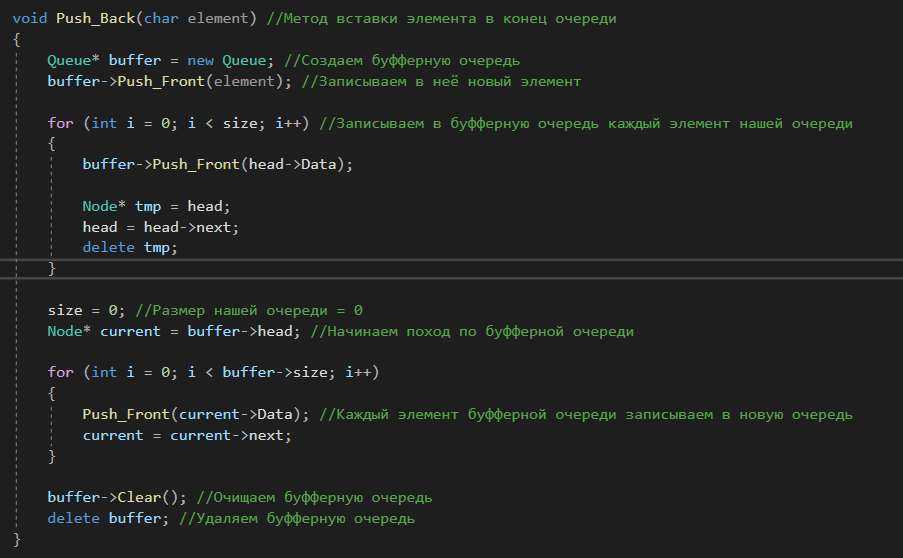 void Push_Back(char element) //Метод вставки элемента в конец очереди
{
Queue* buffer = new Queue; //Создаем буфферную очередь
buffer->Push_Front(element); //Записываем в неё новый элемент
for (int i = 0; i < size; i++) //Записываем в буфферную очередь каждый элемент нашей очереди
{
buffer->Push_Front(head->Data);
Node* tmp = head;
head = head->next;
delete tmp;
}
size = 0; //Размер нашей очереди = 0
Node* current = buffer->head; //Начинаем поход по буфферной очереди
for (int i = 0; i < buffer->size; i++)
{
Push_Front(current->Data); //Каждый элемент буфферной очереди записываем в новую очередь
current = current->next;
}
buffer->Clear(); //Очищаем буфферную очередь
delete buffer; //Удаляем буфферную очередь
}